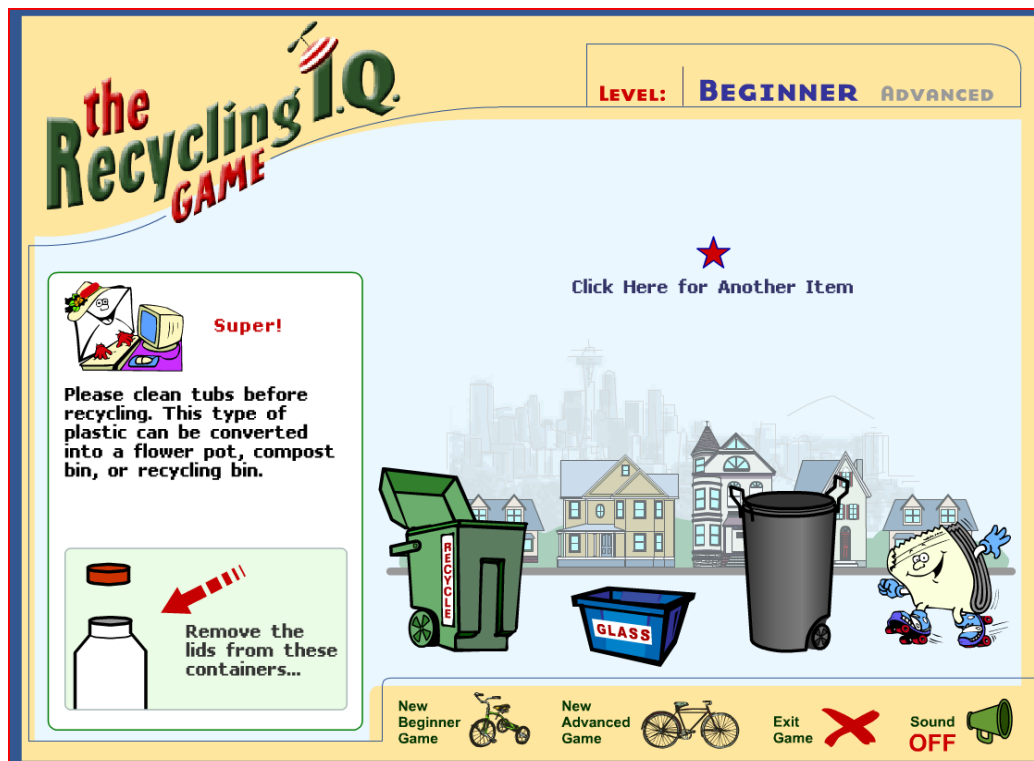 the
Recycling I.Q.
GAME
LEVEL: BEGINNER ADVANCED
Click Here for Another Item
Super!
Please clean tubs before
recycling. This type of
plastic can be converted
into a flower pot, compost
bin, or recycling bin.
Remove the
lids from these
containers...
RECYCLE
GLASS
New
Beginner
Game
New
Advanced
Game
Exit
Game
Sound
OFF